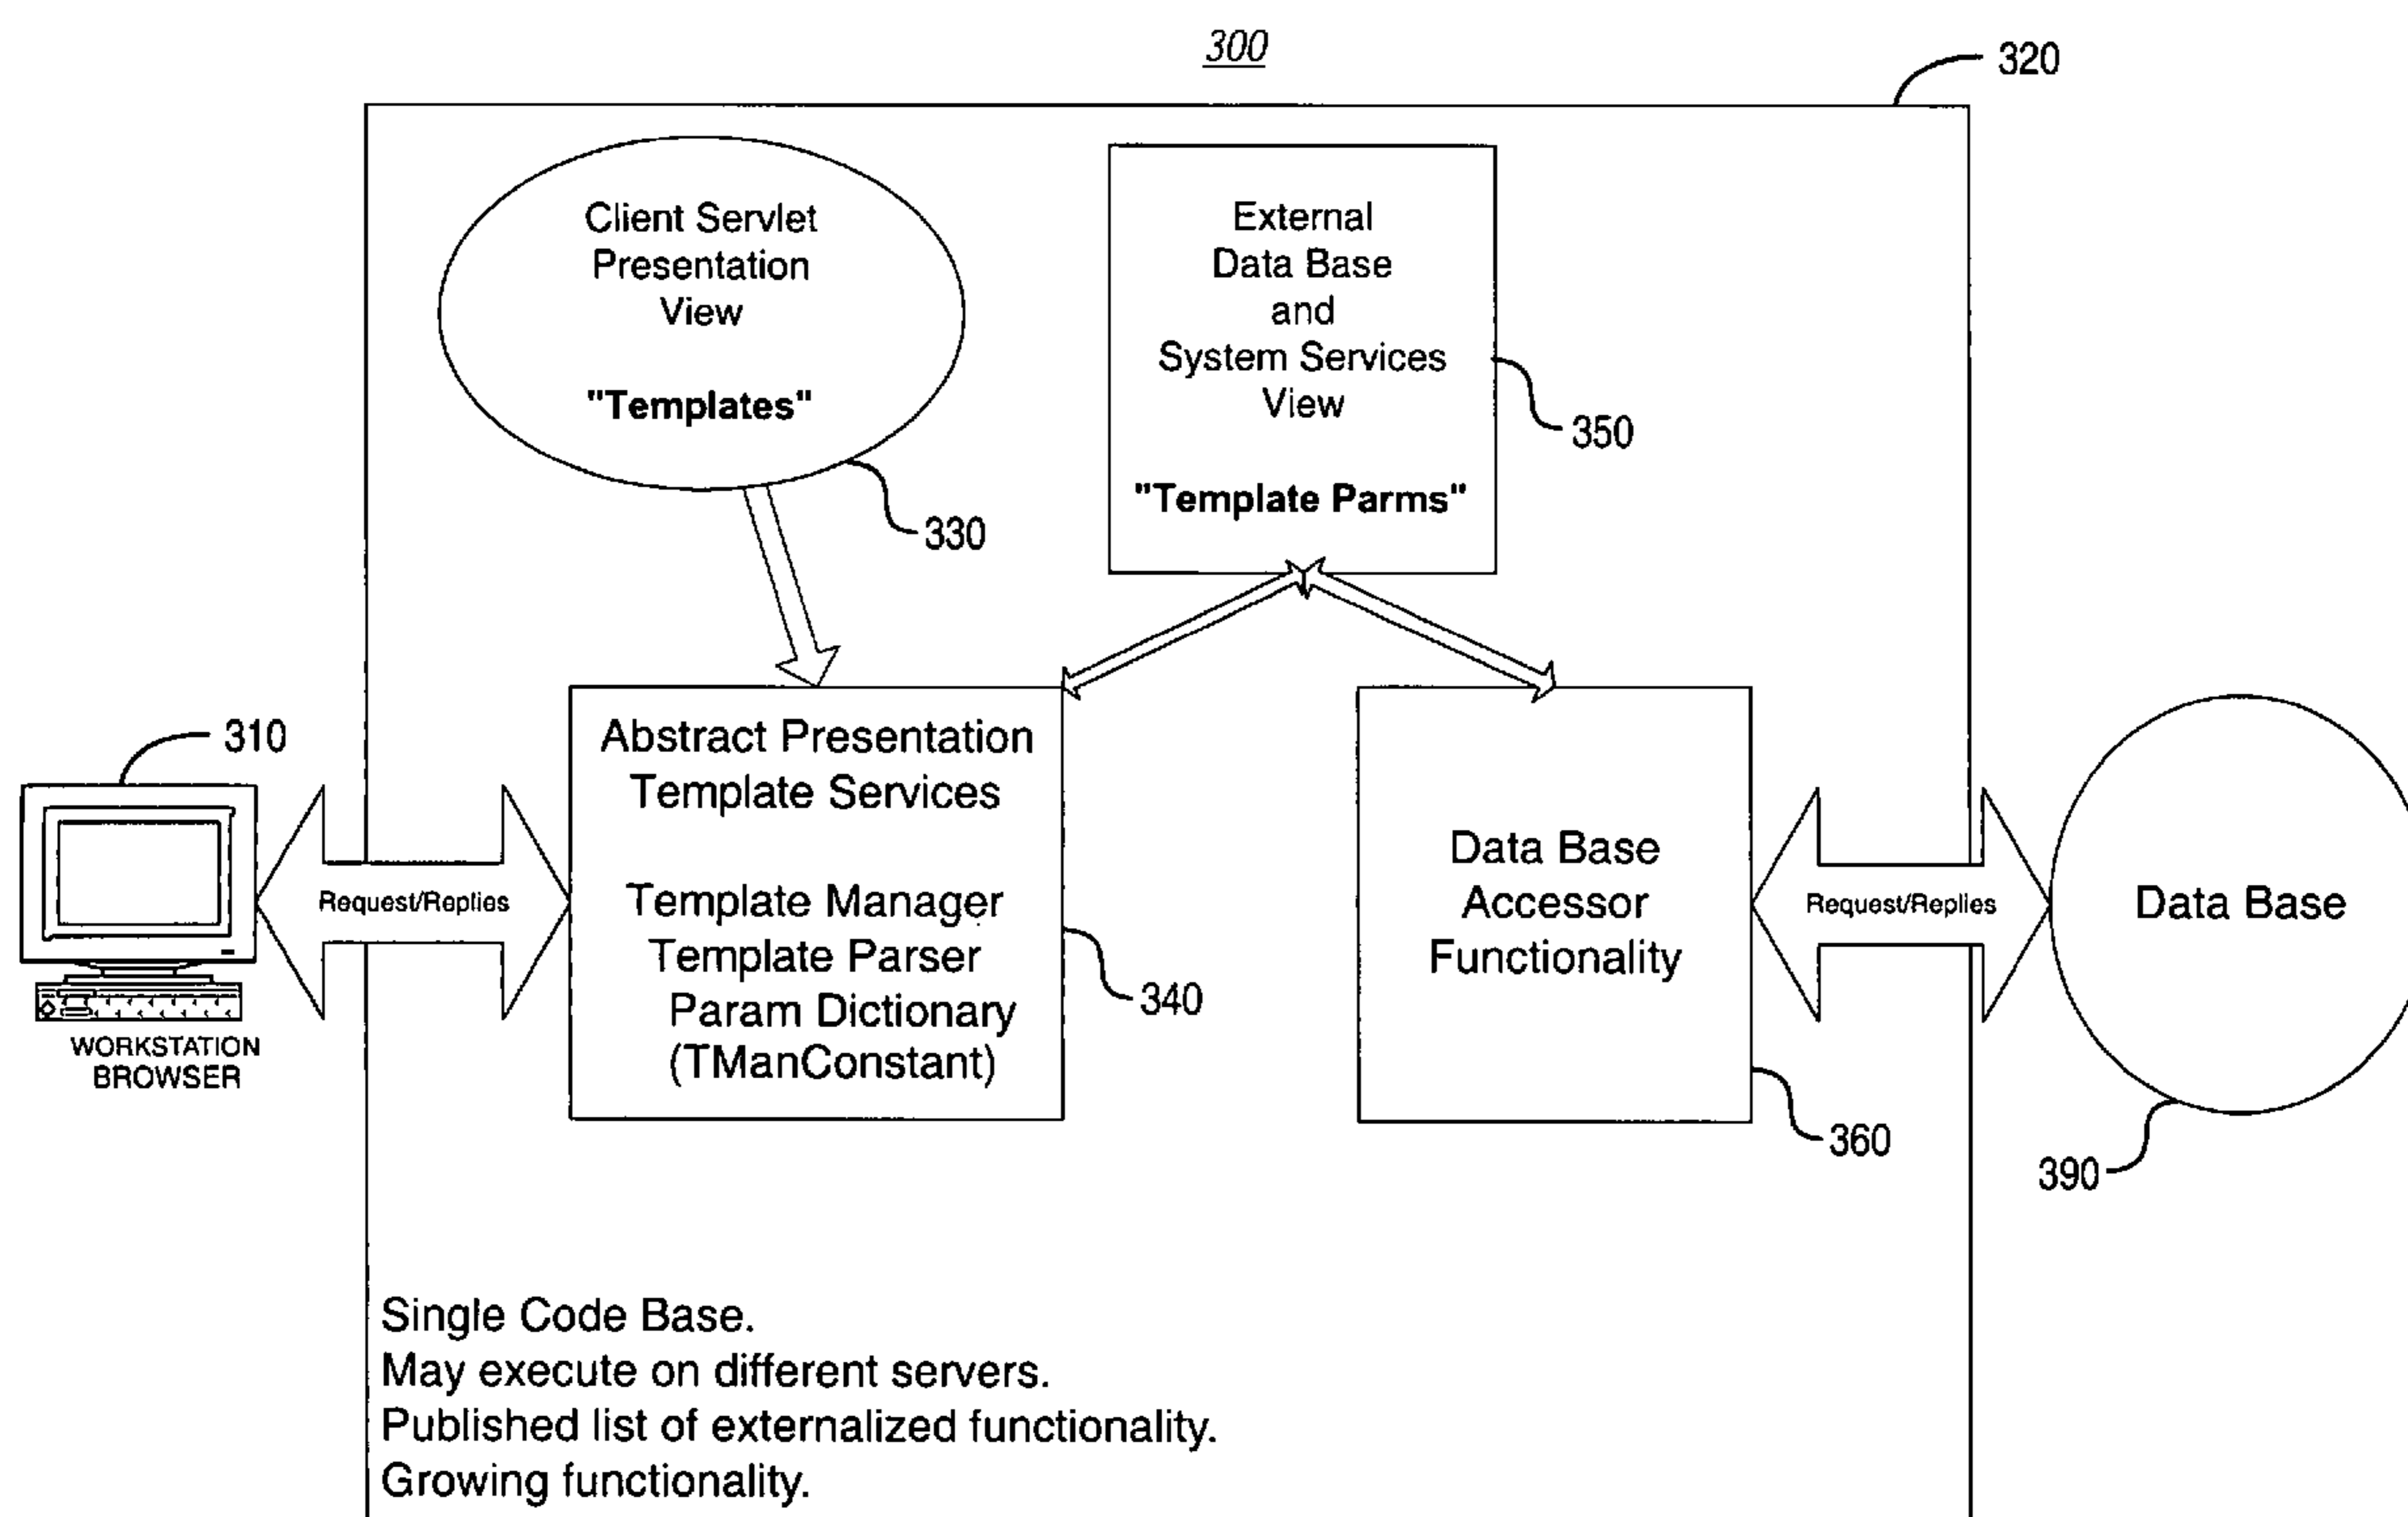 300
320
Client Servlet
Presentation
View
"Templates"
330
External
Data Base
and
System Services
View
"Template Parms"
350
310
WORKSTATION
BROWSER
Request/Replies
Abstract Presentation
Template Services
Template Manager
Template Parser
Param Dictionary
(TManConstant)
340
Data Base
Accessor
Functionality
360
Request/Replies
Data Base
390
Single Code Base.
May execute on different servers.
Published list of externalized functionality.
Growing functionality.